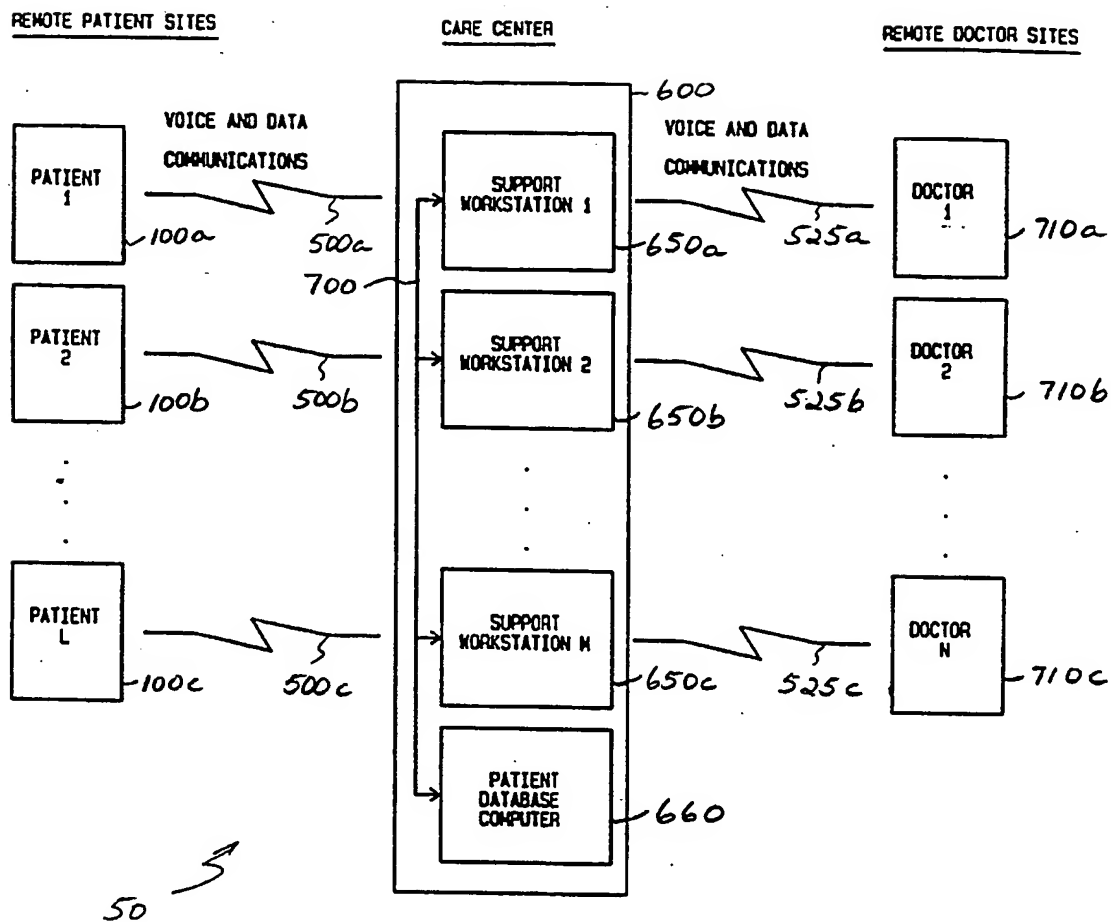 REMOTE PATIENT SITES
CARE CENTER
REMOTE DOCTOR SITES
600
VOICE AND DATA
COMMUNICATIONS
VOICE AND DATA
COMMUNICATIONS
PATIENT
1
100a
500a
SUPPORT
WORKSTATION 1
650a
525a
DOCTOR
1
710a
700
PATIENT
2
100b
500b
SUPPORT
WORKSTATION 2
650b
525b
DOCTOR
2
710b
PATIENT
L
100c
500c
SUPPORT
WORKSTATION M
650c
525c
DOCTOR
N
710c
PATIENT
DATABASE
COMPUTER
660
50